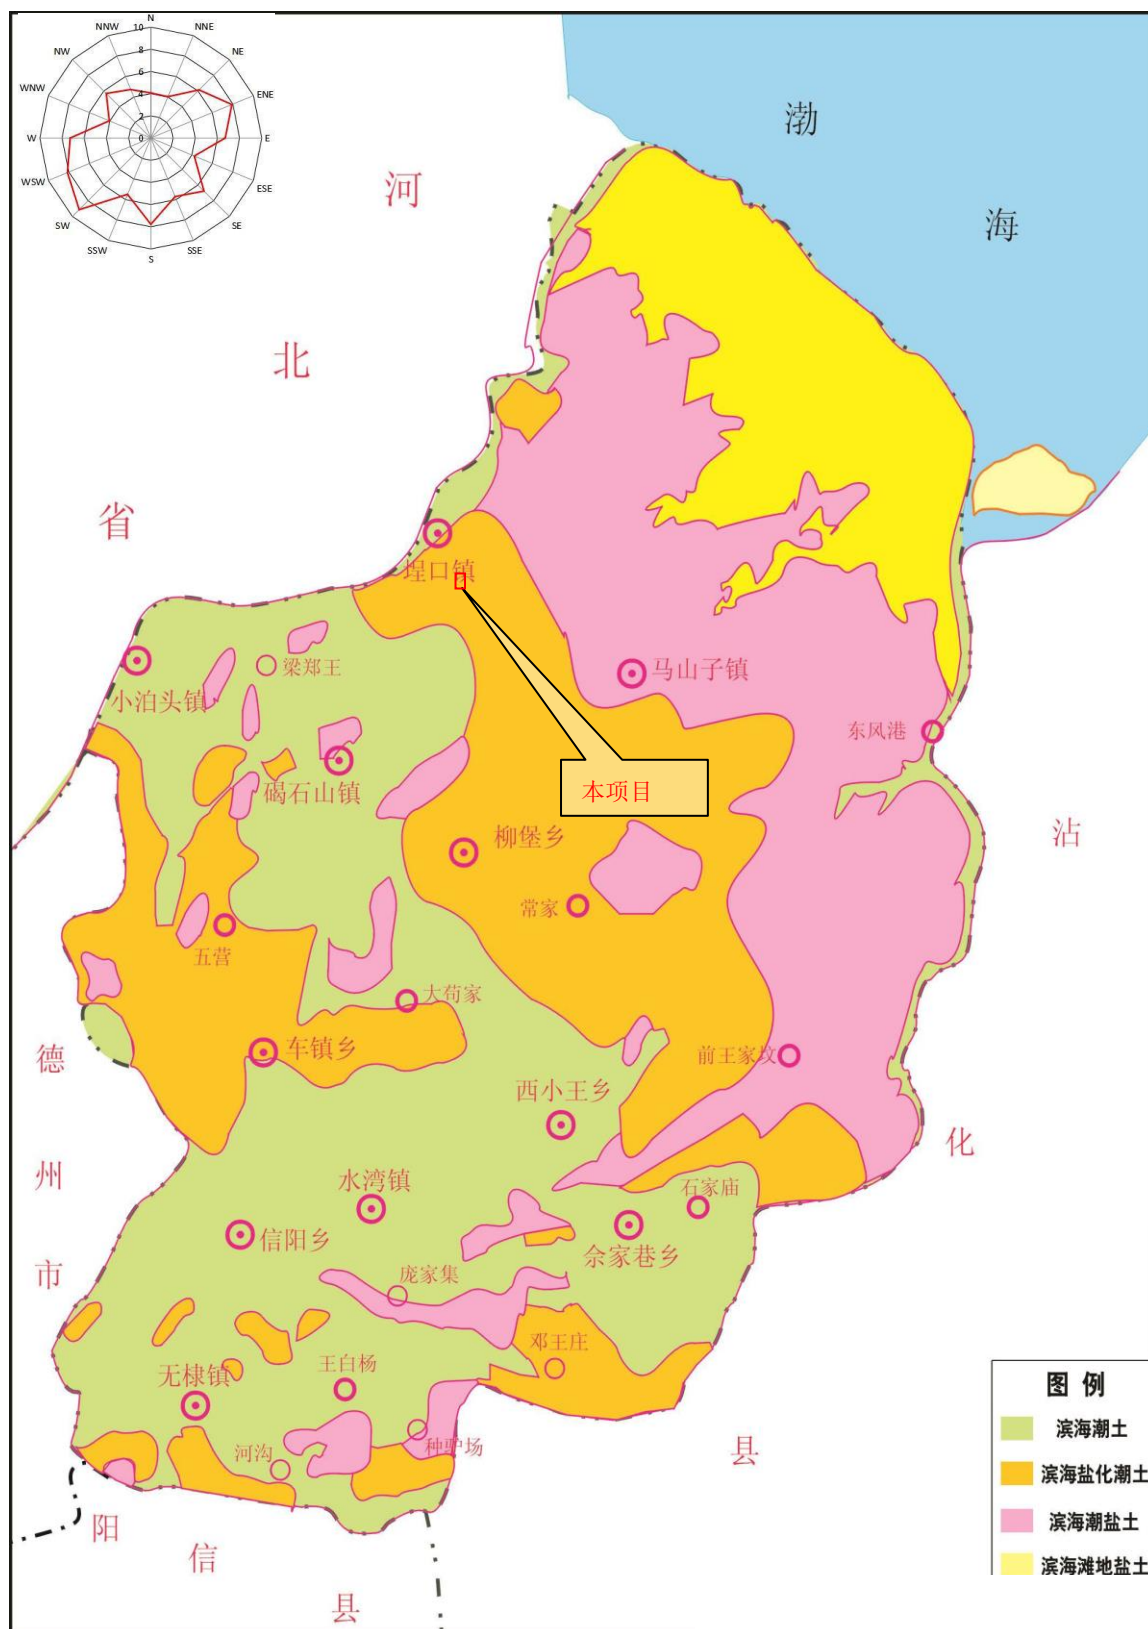 N
NNW
NNE
NW
NE
WNW
ENE
W
E
WSW
ESE
SW
SE
SSW
SSE
S
10
8
6
4
2
0
渤
海
河
北
省
埕口镇
马山子镇
小泊头镇
梁郑王
东风港
碣石山镇
本项目
柳堡乡
沾
常家
五营
大荀家
车镇乡
前王家坟
德
西小王乡
化
州
水湾镇
石家庙
信阳乡
佘家巷乡
市
庞家集
邓王庄
王白杨
无棣镇
种驴场
河沟
县
阳
信
县
图 例
滨海潮土
滨海盐化潮土
滨海潮盐土
滨海滩地盐土